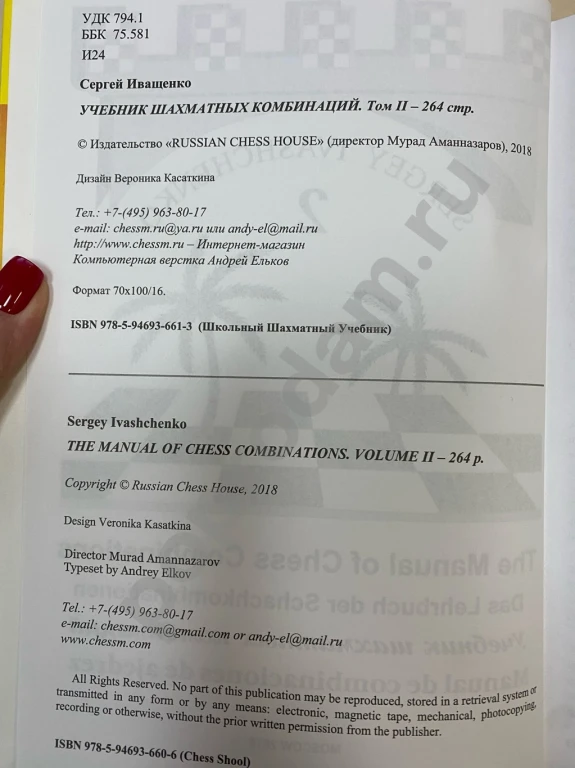 УДК 794.1
ББК 75.581
И24
Сергей Иващенко
УЧЕБНИК ШАХМАТНЫХ КОМБИНАЦИЙ. Том II – 264 стр.
© Издательство «RUSSIAN CHESS HOUSE» (директор Мурад Аманназаров), 2018
Дизайн Вероника Касаткина
Тел.: +7-(495) 963-80-17
e-mail: chessm.ru@ya.ru или andy-el@mail.ru
http://www.chessm.ru – Интернет-магазин
Компьютерная верстка Андрей Ельков
Формат 70x100/16.
ISBN 978-5-94693-661-3 (Школьный Шахматный Учебник)
Sergey Ivashchenko
THE MANUAL OF CHESS COMBINATIONS. VOLUME II – 264 p.
Copyright © Russian Chess House, 2018
Design Veronika Kasatkina
Director Murad Amannazarov
Typeset by Andrey Elkov
Tel.: +7-(495) 963-80-17
e-mail: chessm.com@gmail.com or andy-el@mail.ru
www.chessm.com
All Rights Reserved. No part of this publication may be reproduced, stored in a retrieval system or
transmitted in any form or by any means: electronic, magnetic tape, mechanical, photocopying,
recording or otherwise, without the prior written permission from the publisher.
ISBN 978-5-94693-660-6 (Chess Shool)